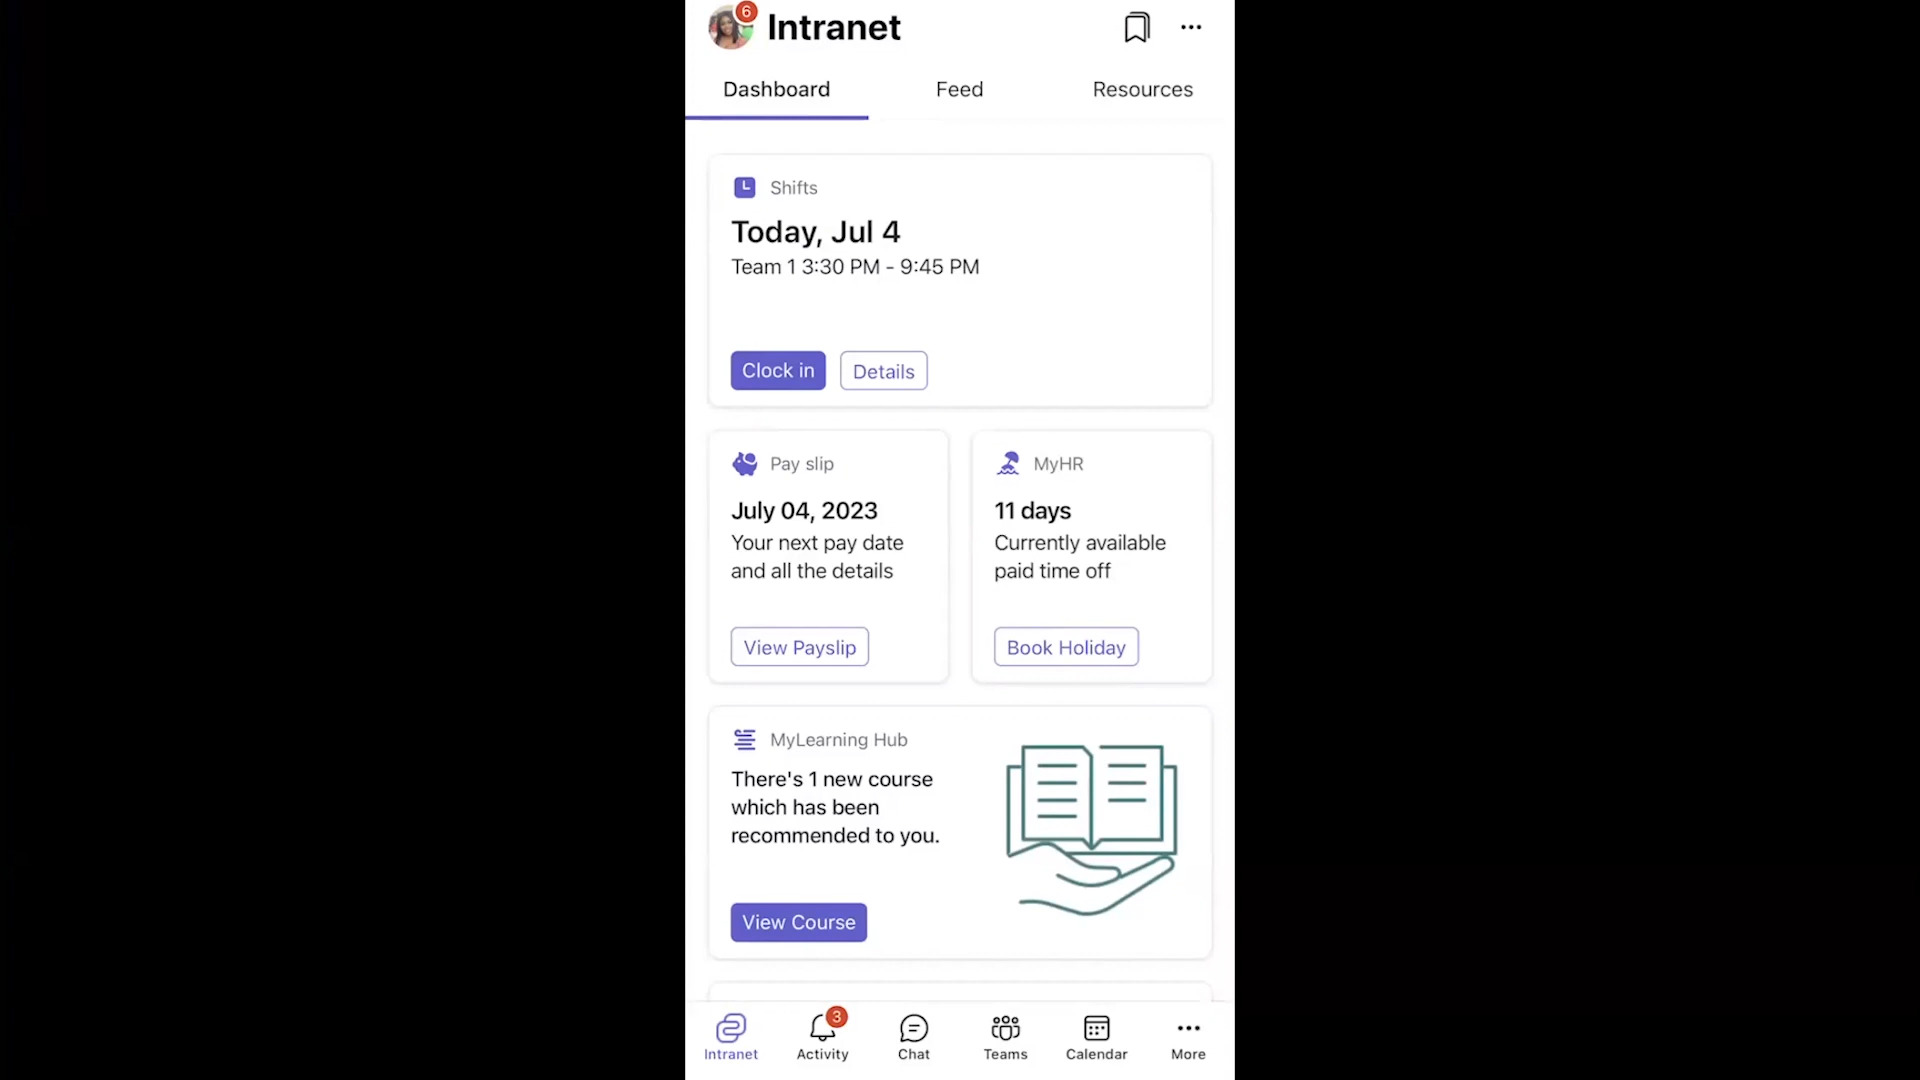 6
Intranet
Dashboard
Feed
Resources
Shifts
Today, Jul 4
Team 1 3:30 PM - 9:45 PM
Clock in
Details
Pay slip
July 04, 2023
Your next pay date
and all the details
View Payslip
MyHR
11 days
Currently available
paid time off
Book Holiday
MyLearning Hub
There's 1 new course
which has been
recommended to you.
View Course
Intranet
3
Activity
Chat
Teams
Calendar
More